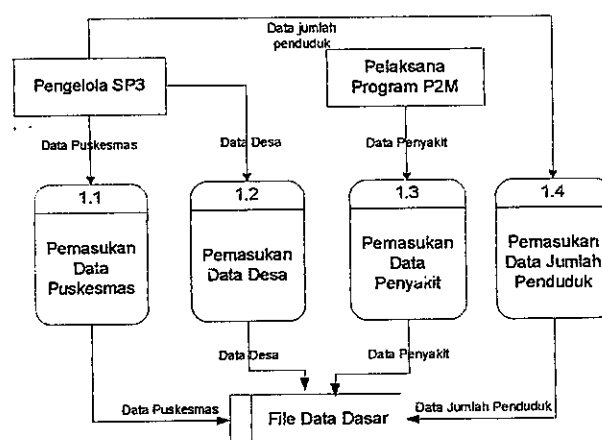 Data jumlah
penduduk
Pengelola SP3
Pelaksana
Program P2M
Data Puskesmas
Data Desa
Data Penyakit
1.1
Pemasukan
Data
Puskesmas
1.2
Pemasukan
Data Desa
1.3
Pemasukan
Data
Penyakit
1.4
Pemasukan
Data Jumlah
Penduduk
Data Desa
Data Penyakit
Data Puskesmas
File Data Dasar
Data Jumlah Penduduk